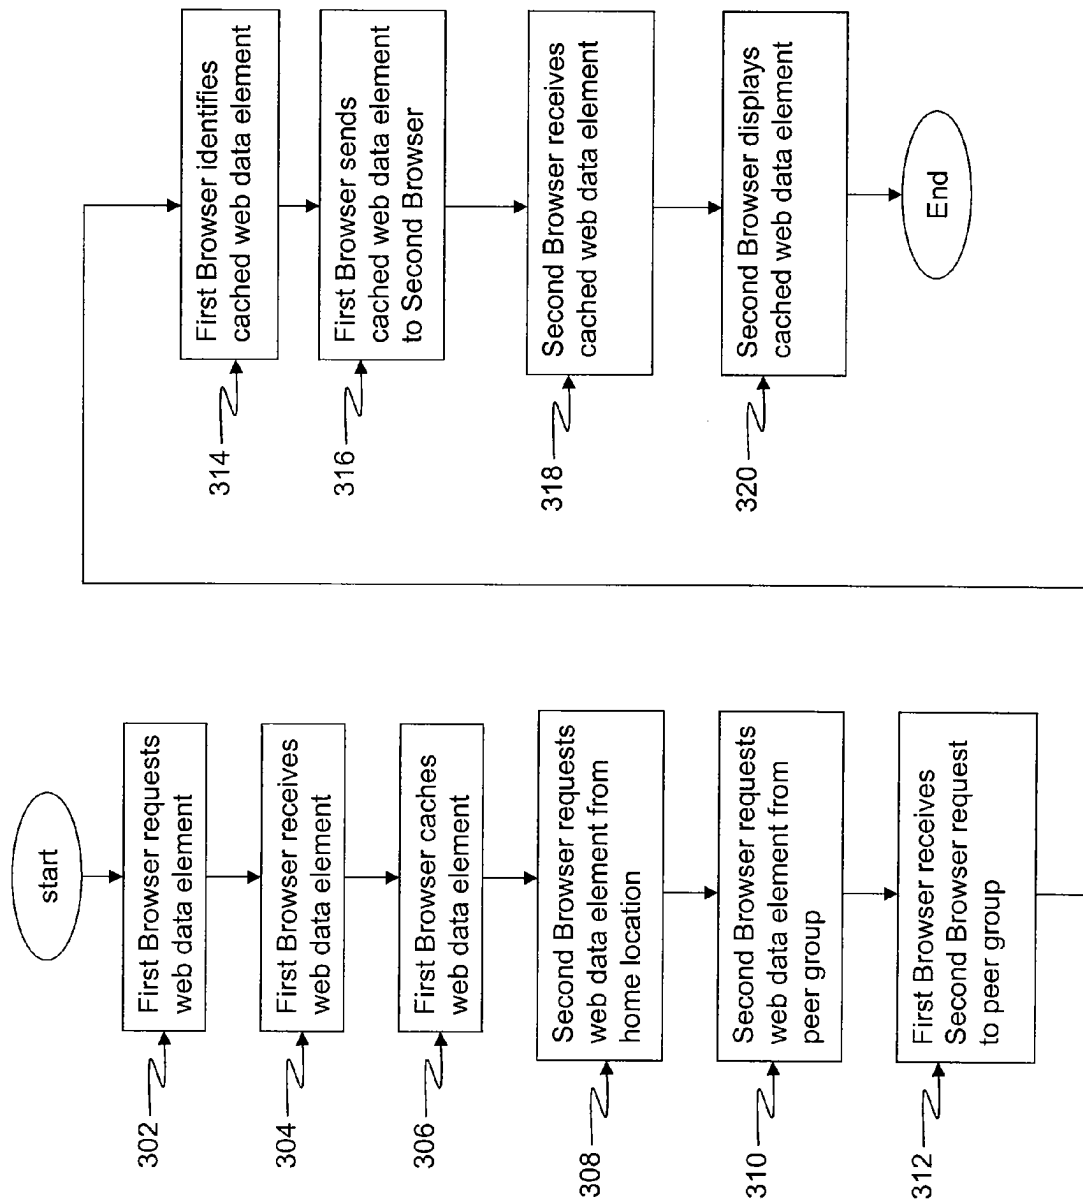 start
302
First Browser requests
web data element
304
First Browser receives
web data element
306
First Browser caches
web data element
308
Second Browser requests
web data element from
home location
310
Second Browser requests
web data element from
peer group
312
First Browser receives
Second Browser request
to peer group
314
First Browser identifies
cached web data element
316
First Browser sends
cached web data element
to Second Browser
318
Second Browser receives
cached web data element
320
Second Browser displays
cached web data element
End